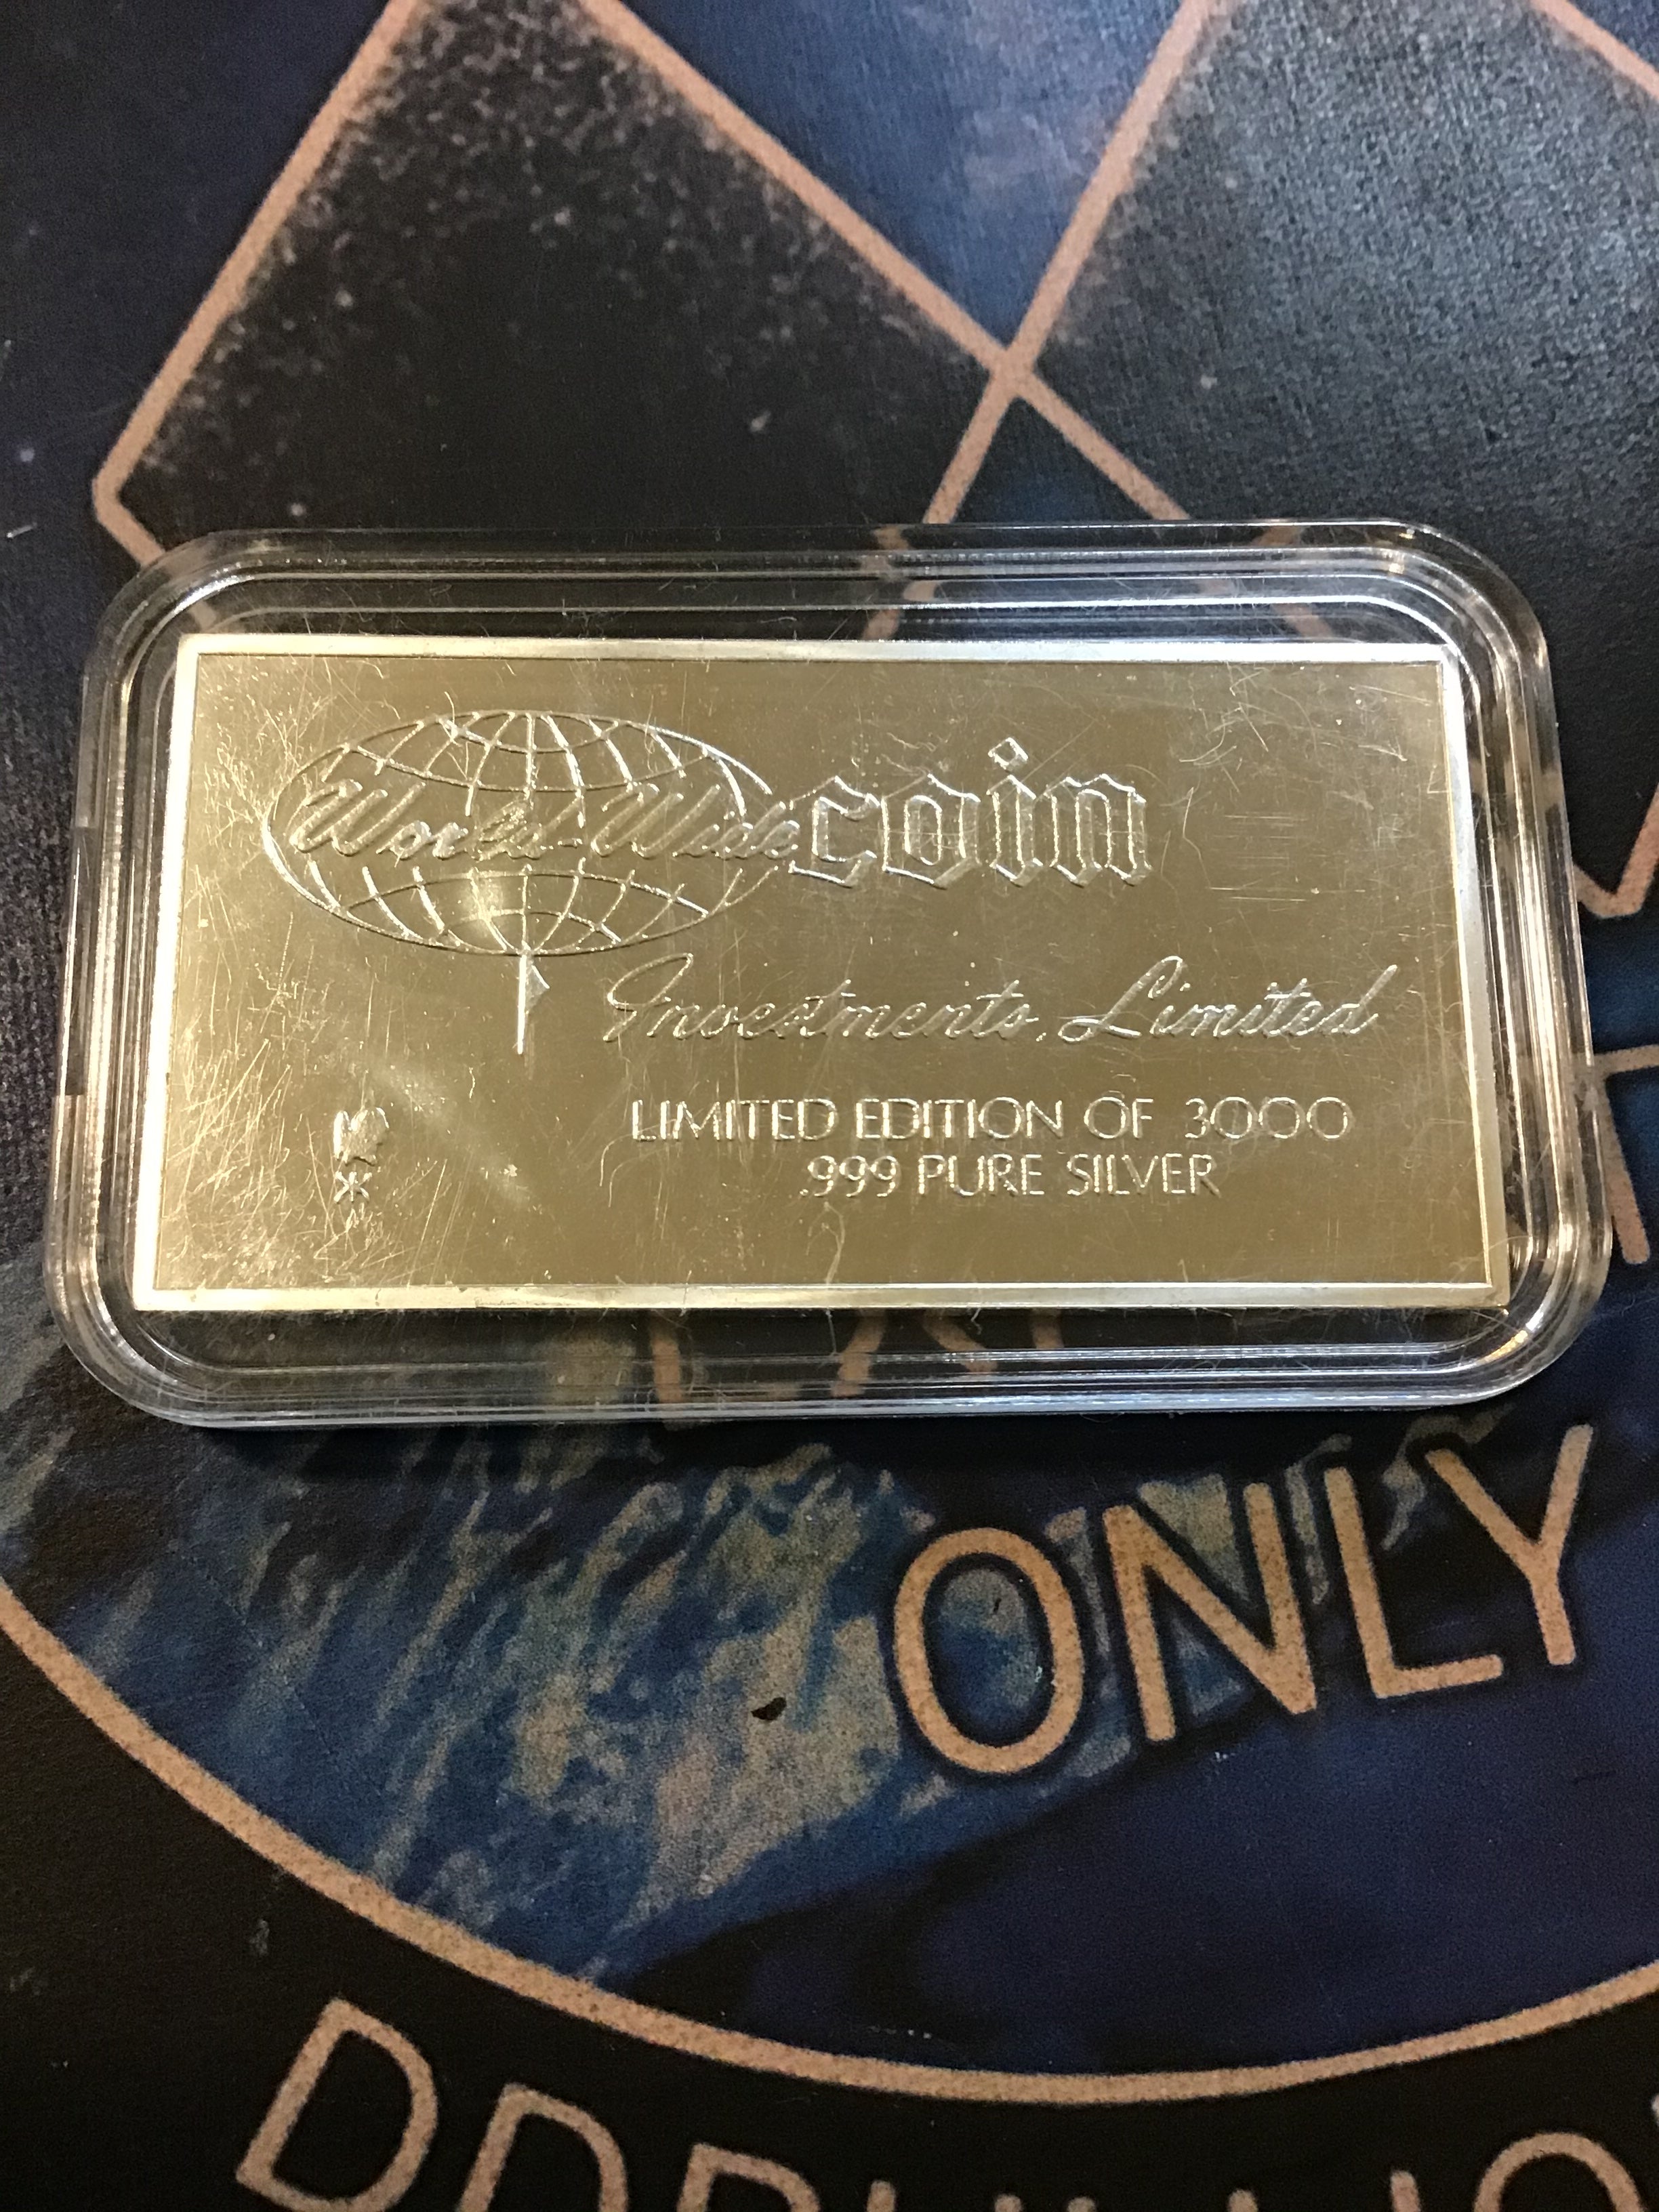 World-Wide coin
Investments, Limited
LIMITED EDITION OF 3000
.999 PURE SILVER
ONLY